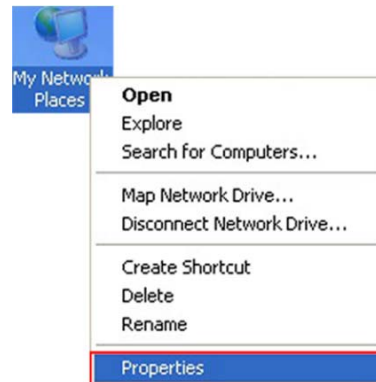 My Network
Places
Open
Explore
Search for Computers...
Map Network Drive...
Disconnect Network Drive...
Create Shortcut
Delete
Rename
Properties